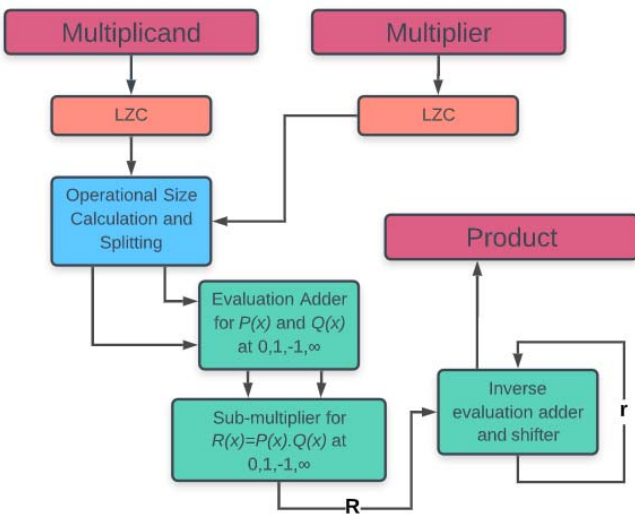 Multiplicand
Multiplier
LZC
LZC
Operational Size
Calculation and
Splitting
Product
Evaluation Adder
for P(x) and Q(x)
at 0,1,-1,∞
Inverse
evaluation adder
and shifter
r
Sub-multiplier for
R(x)=P(x).Q(x) at
0,1,-1,∞
R